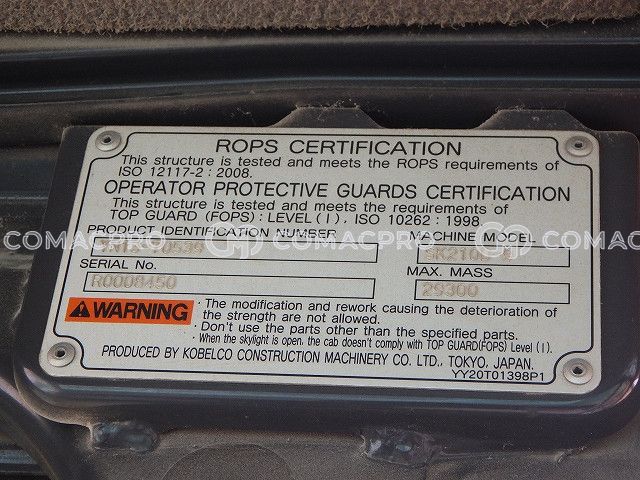 ROPS CERTIFICATION
This structure is tested and meets the ROPS requirements of
ISO 12117-2 : 2008.
OPERATOR PROTECTIVE GUARDS CERTIFICATION
This structure is tested and meets the requirements of
TOP GUARD (FOPS) : LEVEL ( I ), ISO 10262 : 1998
PRODUCT IDENTIFICATION NUMBER
MACHINE MODEL
COMACPRO COMACPRO COMACPRO
SERIAL No.
MAX. MASS
R0008450
29300
WARNING
· The modification and rework causing the deterioration of
the strength are not allowed.
· Don't use the parts other than the specified parts.
· When the skylight is open, the cab doesn't comply with TOP GUARD(FOPS) Level ( I ).
PRODUCED BY KOBELCO CONSTRUCTION MACHINERY CO. LTD., TOKYO, JAPAN.
YY20T01398P1